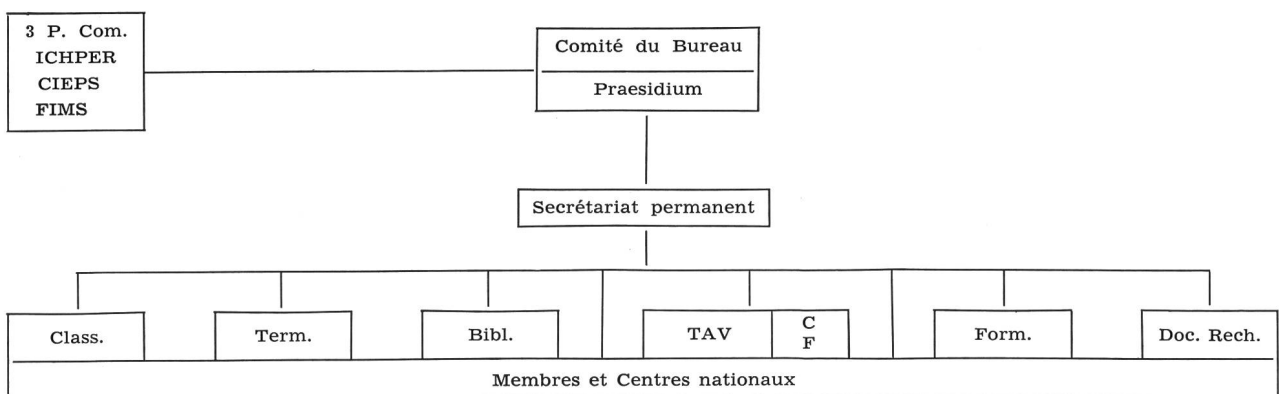 3 P. Com.
ICHPER
CIEPS
FIMS
Comité du Bureau
Praesidium
Secrétariat permanent
Class.
Term.
Bibl.
TAV
C
F
Form.
Doc. Rech.
Membres et Centres nationaux